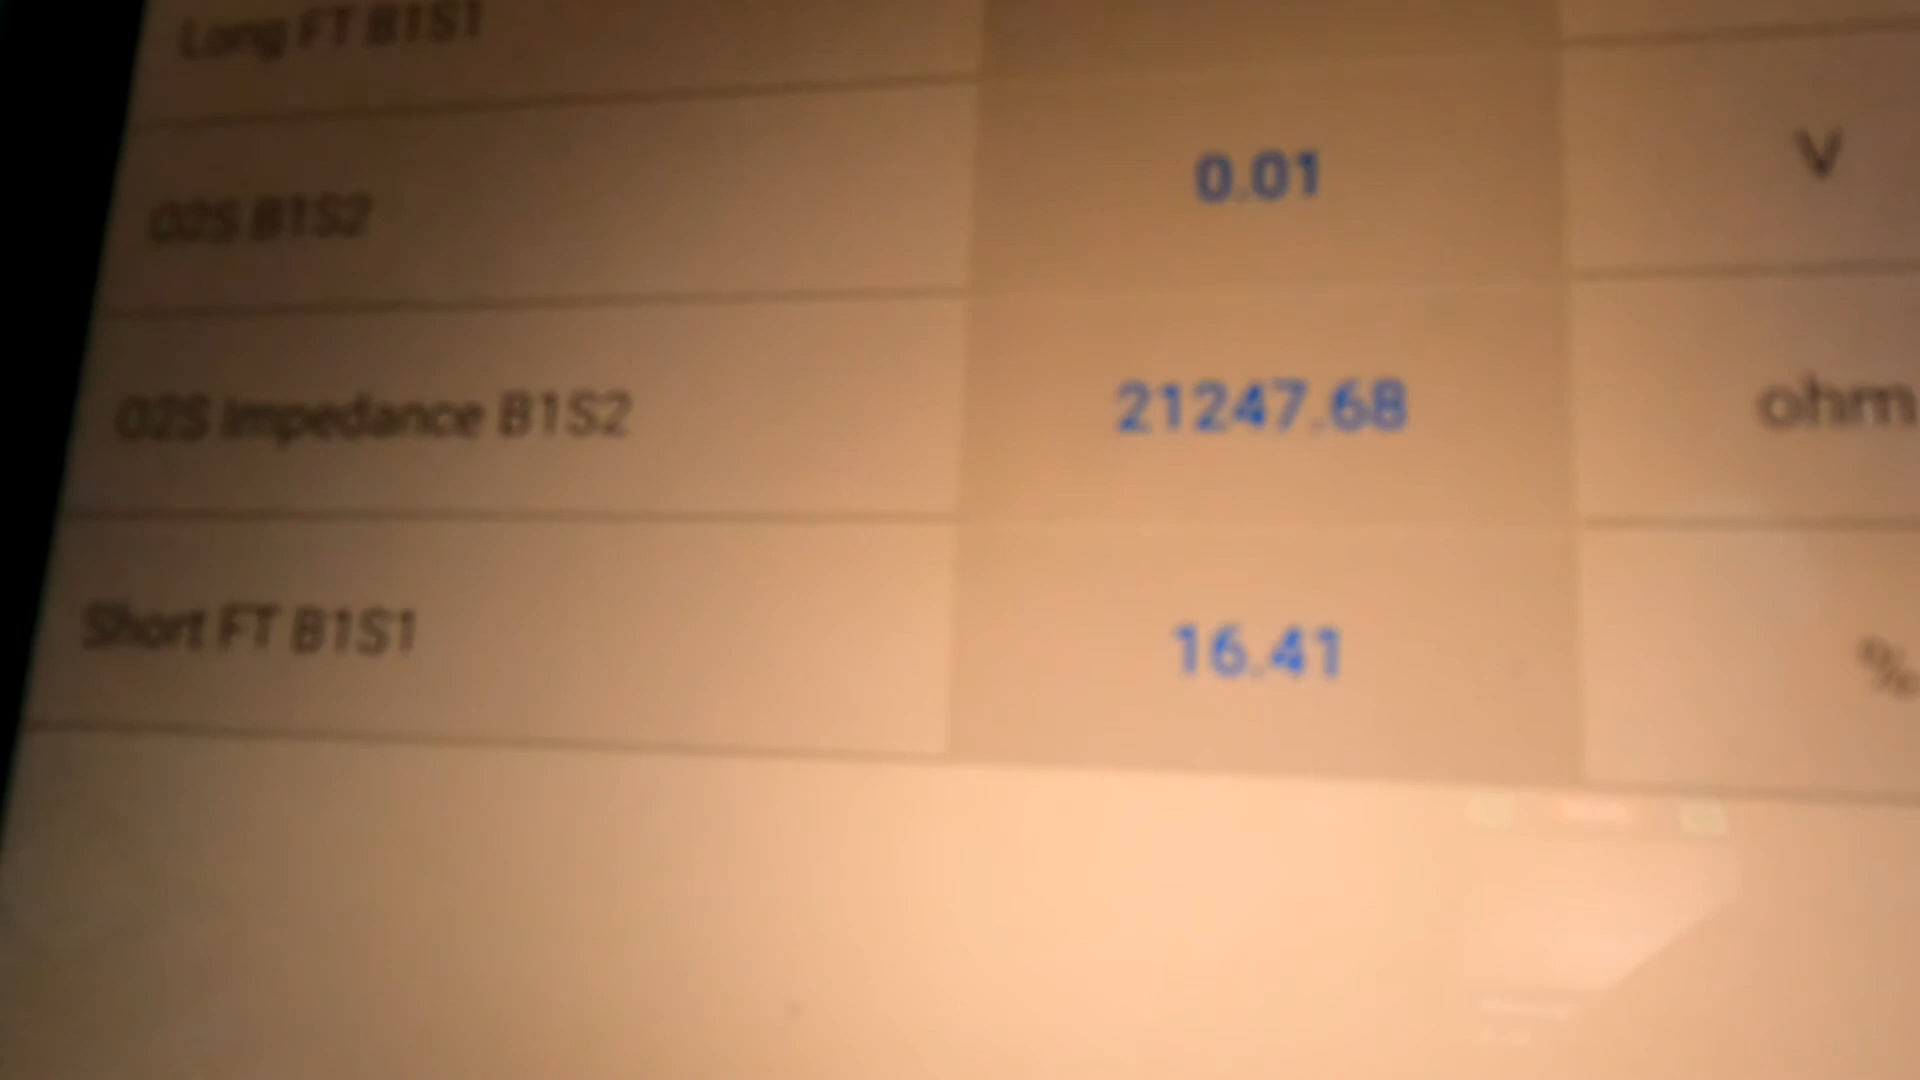 Long FT B1S1
O2S B1S2 0.01 V
O2S Impedance B1S2 21247.68 ohm
Short FT B1S1 16.41 %